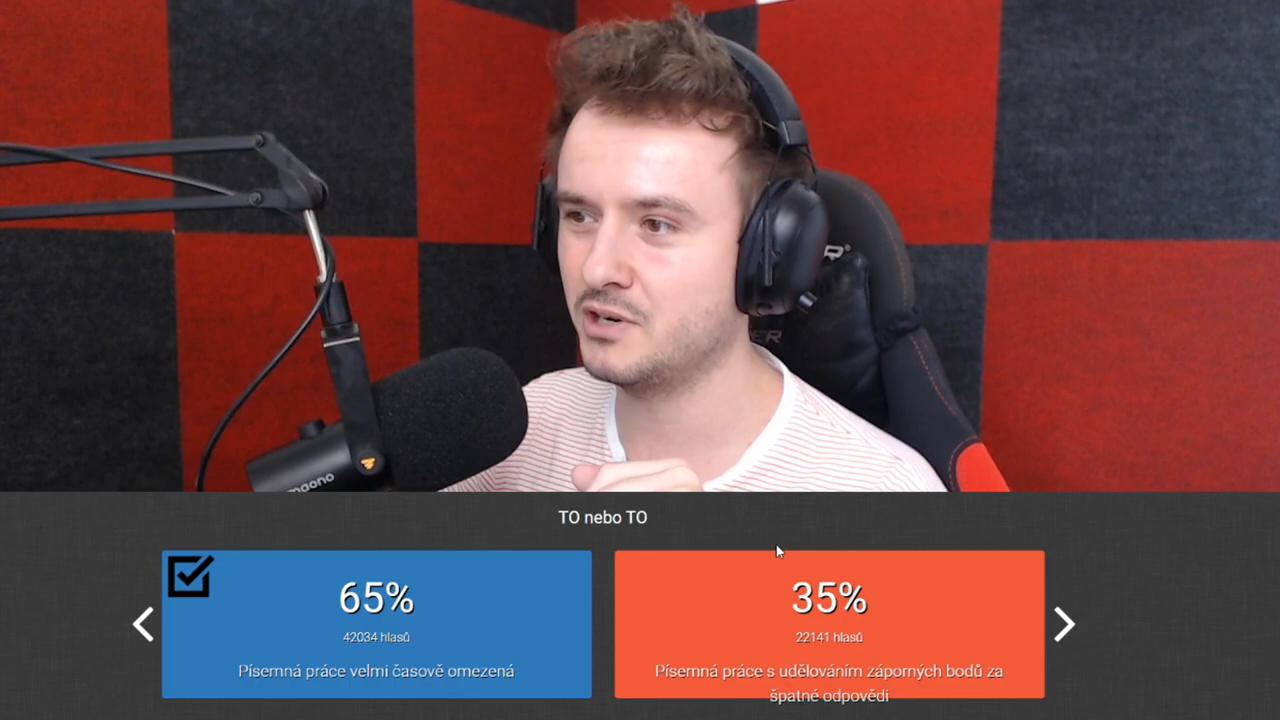 R®
ER
TO nebo TO
65%
42034 hlasů
Písemná práce velmi časově omezená
35%
22141 hlasů
Písemná práce s udělováním záporných bodů za
špatné odpovědi